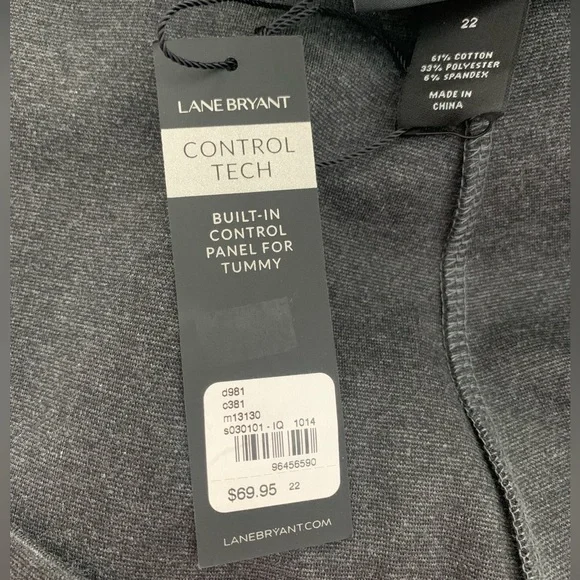 LANE BRYANT
CONTROL
TECH
BUILT-IN
CONTROL
PANEL FOR
TUMMY
d981
c381
m13130
s030101 - IQ 1014
96456590
$69.95 22
LANEBRYANT.COM
22
61% COTTON
33% POLYESTER
6% SPANDEX
MADE IN
CHINA